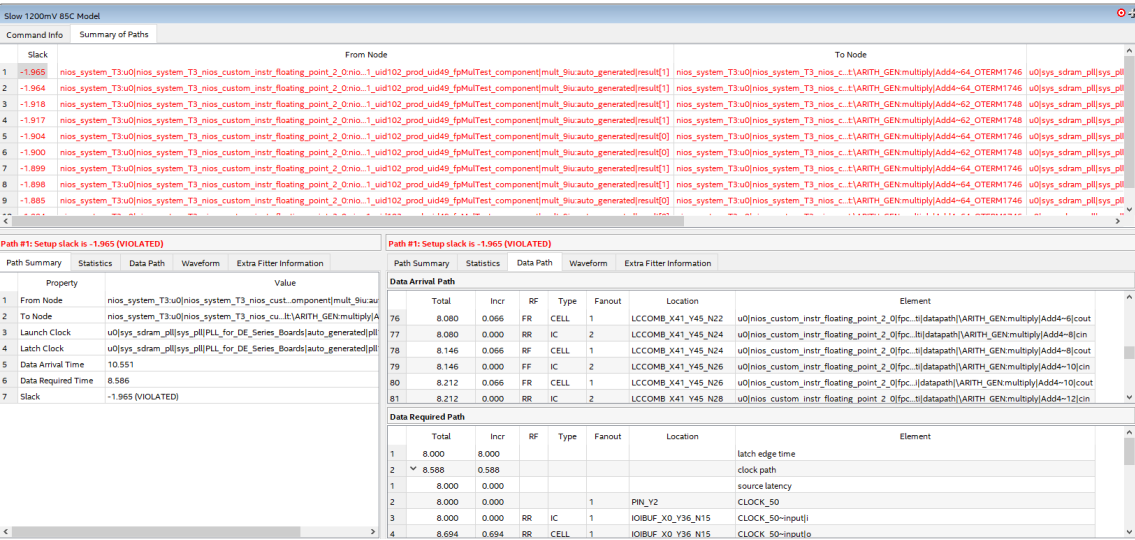 Slow 1200mV 85C Model
Command Info Summary of Paths
Slack From Node To Node
1 -1.965 nios_system_T3:u0|nios_system_T3_nios_custom_instr_floating_point_2_0:nio...1_uid102_prod_uid49_fpMulTest_component|mult_9iu:auto_generated|result[1] nios_system_T3:u0|nios_system_T3_nios_c...t:\ARITH_GEN:multiply|Add4~64_OTERM1746 u0|sys_sdram_pll|sys_pll
2 -1.964 nios_system_T3:u0|nios_system_T3_nios_custom_instr_floating_point_2_0:nio...1_uid102_prod_uid49_fpMulTest_component|mult_9iu:auto_generated|result[1] nios_system_T3:u0|nios_system_T3_nios_c...t:\ARITH_GEN:multiply|Add4~64_OTERM1746 u0|sys_sdram_pll|sys_pll
3 -1.918 nios_system_T3:u0|nios_system_T3_nios_custom_instr_floating_point_2_0:nio...1_uid102_prod_uid49_fpMulTest_component|mult_9iu:auto_generated|result[1] nios_system_T3:u0|nios_system_T3_nios_c...t:\ARITH_GEN:multiply|Add4~62_OTERM1748 u0|sys_sdram_pll|sys_pll
4 -1.917 nios_system_T3:u0|nios_system_T3_nios_custom_instr_floating_point_2_0:nio...1_uid102_prod_uid49_fpMulTest_component|mult_9iu:auto_generated|result[1] nios_system_T3:u0|nios_system_T3_nios_c...t:\ARITH_GEN:multiply|Add4~62_OTERM1748 u0|sys_sdram_pll|sys_pll
5 -1.904 nios_system_T3:u0|nios_system_T3_nios_custom_instr_floating_point_2_0:nio...1_uid102_prod_uid49_fpMulTest_component|mult_9iu:auto_generated|result[0] nios_system_T3:u0|nios_system_T3_nios_c...t:\ARITH_GEN:multiply|Add4~64_OTERM1746 u0|sys_sdram_pll|sys_pll
6 -1.900 nios_system_T3:u0|nios_system_T3_nios_custom_instr_floating_point_2_0:nio...1_uid102_prod_uid49_fpMulTest_component|mult_9iu:auto_generated|result[0] nios_system_T3:u0|nios_system_T3_nios_c...t:\ARITH_GEN:multiply|Add4~62_OTERM1748 u0|sys_sdram_pll|sys_pll
7 -1.899 nios_system_T3:u0|nios_system_T3_nios_custom_instr_floating_point_2_0:nio...1_uid102_prod_uid49_fpMulTest_component|mult_9iu:auto_generated|result[1] nios_system_T3:u0|nios_system_T3_nios_c...t:\ARITH_GEN:multiply|Add4~64_OTERM1746 u0|sys_sdram_pll|sys_pll
8 -1.898 nios_system_T3:u0|nios_system_T3_nios_custom_instr_floating_point_2_0:nio...1_uid102_prod_uid49_fpMulTest_component|mult_9iu:auto_generated|result[1] nios_system_T3:u0|nios_system_T3_nios_c...t:\ARITH_GEN:multiply|Add4~64_OTERM1746 u0|sys_sdram_pll|sys_pll
9 -1.885 nios_system_T3:u0|nios_system_T3_nios_custom_instr_floating_point_2_0:nio...1_uid102_prod_uid49_fpMulTest_component|mult_9iu:auto_generated|result[0] nios_system_T3:u0|nios_system_T3_nios_c...t:\ARITH_GEN:multiply|Add4~64_OTERM1746 u0|sys_sdram_pll|sys_pll
Path #1: Setup slack is -1.965 (VIOLATED)
Path Summary Statistics Data Path Waveform Extra Fitter Information
Property Value
1 From Node nios_system_T3:u0|nios_system_T3_nios_cust...omponent|mult_9iu:au
2 To Node nios_system_T3:u0|nios_system_T3_nios_cu...lt:\ARITH_GEN:multiply|A
3 Launch Clock u0|sys_sdram_pll|sys_pll|PLL_for_DE_Series_Boards|auto_generated|pll
4 Latch Clock u0|sys_sdram_pll|sys_pll|PLL_for_DE_Series_Boards|auto_generated|pll
5 Data Arrival Time 10.551
6 Data Required Time 8.586
7 Slack -1.965 (VIOLATED)
Path #1: Setup slack is -1.965 (VIOLATED)
Path Summary Statistics Data Path Waveform Extra Fitter Information
Data Arrival Path
Total Incr RF Type Fanout Location Element
76 8.080 0.066 FR CELL 1 LCCOMB_X41_Y45_N22 u0|nios_custom_instr_floating_point_2_0|fpc...ti|datapath|\ARITH_GEN:multiply|Add4~6|cout
77 8.080 0.000 RR IC 2 LCCOMB_X41_Y45_N24 u0|nios_custom_instr_floating_point_2_0|fpc...ti|datapath|\ARITH_GEN:multiply|Add4~8|cin
78 8.146 0.066 RF CELL 1 LCCOMB_X41_Y45_N24 u0|nios_custom_instr_floating_point_2_0|fpc...ti|datapath|\ARITH_GEN:multiply|Add4~8|cout
79 8.146 0.000 FF IC 2 LCCOMB_X41_Y45_N26 u0|nios_custom_instr_floating_point_2_0|fpc...ti|datapath|\ARITH_GEN:multiply|Add4~10|cin
80 8.212 0.066 FR CELL 1 LCCOMB_X41_Y45_N26 u0|nios_custom_instr_floating_point_2_0|fpc...i|datapath|\ARITH_GEN:multiply|Add4~10|cout
81 8.212 0.000 RR IC 2 LCCOMB_X41_Y45_N28 u0|nios_custom_instr_floating_point_2_0|fpc...ti|datapath|\ARITH_GEN:multiply|Add4~12|cin
Data Required Path
Total Incr RF Type Fanout Location Element
1 8.000 8.000 latch edge time
2 8.588 0.588 clock path
1 8.000 0.000 source latency
2 8.000 0.000 1 PIN_Y2 CLOCK_50
3 8.000 0.000 RR IC 1 IOIBUF_X0_Y36_N15 CLOCK_50~input|i
4 8.694 0.694 RR CELL 1 IOIBUF_X0_Y36_N15 CLOCK_50~input|o